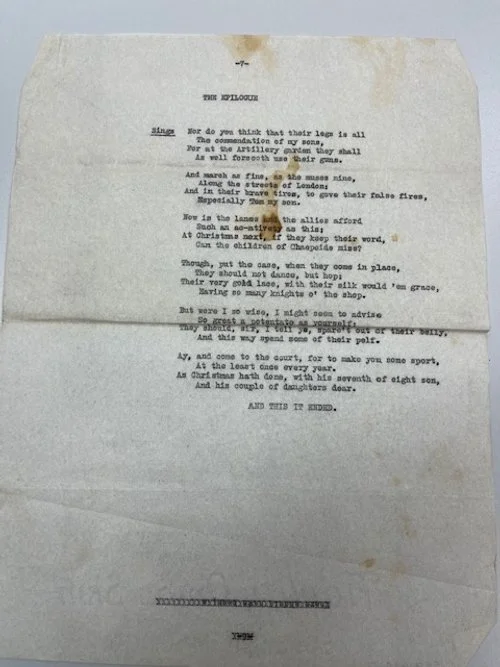 -7-
THE EPILOGUE
Sings Nor do you think that their legs is all
The commendation of my sons,
For at the Artillery garden they shall
As well forsooth use their guns.
And march as fine, as the muses nine,
Along the streets of London;
And in their brave tires, to gave their false fires,
Especially Tom my son.
Now is the lanes and the allies afford
Such an ac-nativety as this;
At Christmas next, if they keep their word,
Can the children of Cheapside miss?
Though, put the case, when they come in place,
They should not dance, but hop;
Their very gold lace, with their silk would 'em grace,
Having so many knights o' the shop.
But were I so wise, I might seem to advise
So great a potentate as yourself;
They should, sir, I tell ye, spare't out of their belly,
And this way spend some of their pelf.
Ay, and come to the court, for to make you some sport,
At the least once every year.
As Christmas hath done, with his seventh of eight son,
And his couple of daughters dear.
AND THIS IT ENDED.